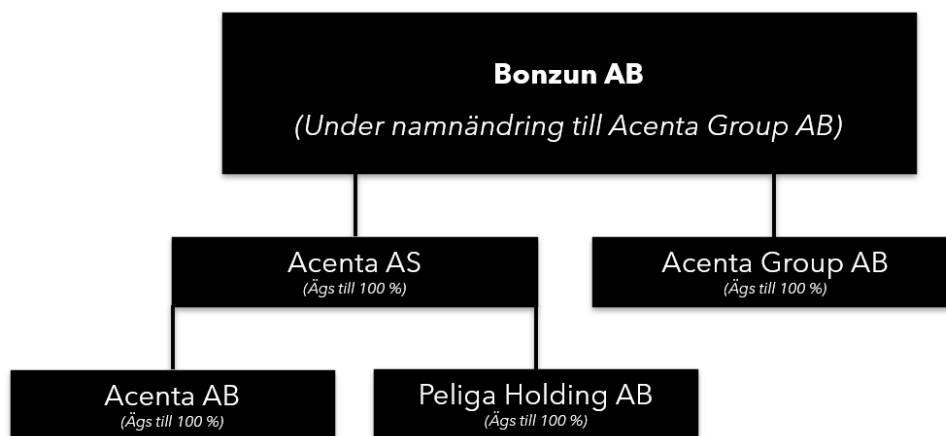 Bonzun AB
(Under namnändring till Acenta Group AB)
Acenta AS
(Ägs till 100 %)
Acenta Group AB
(Ägs till 100 %)
Acenta AB
(Ägs till 100 %)
Peliga Holding AB
(Ägs till 100 %)